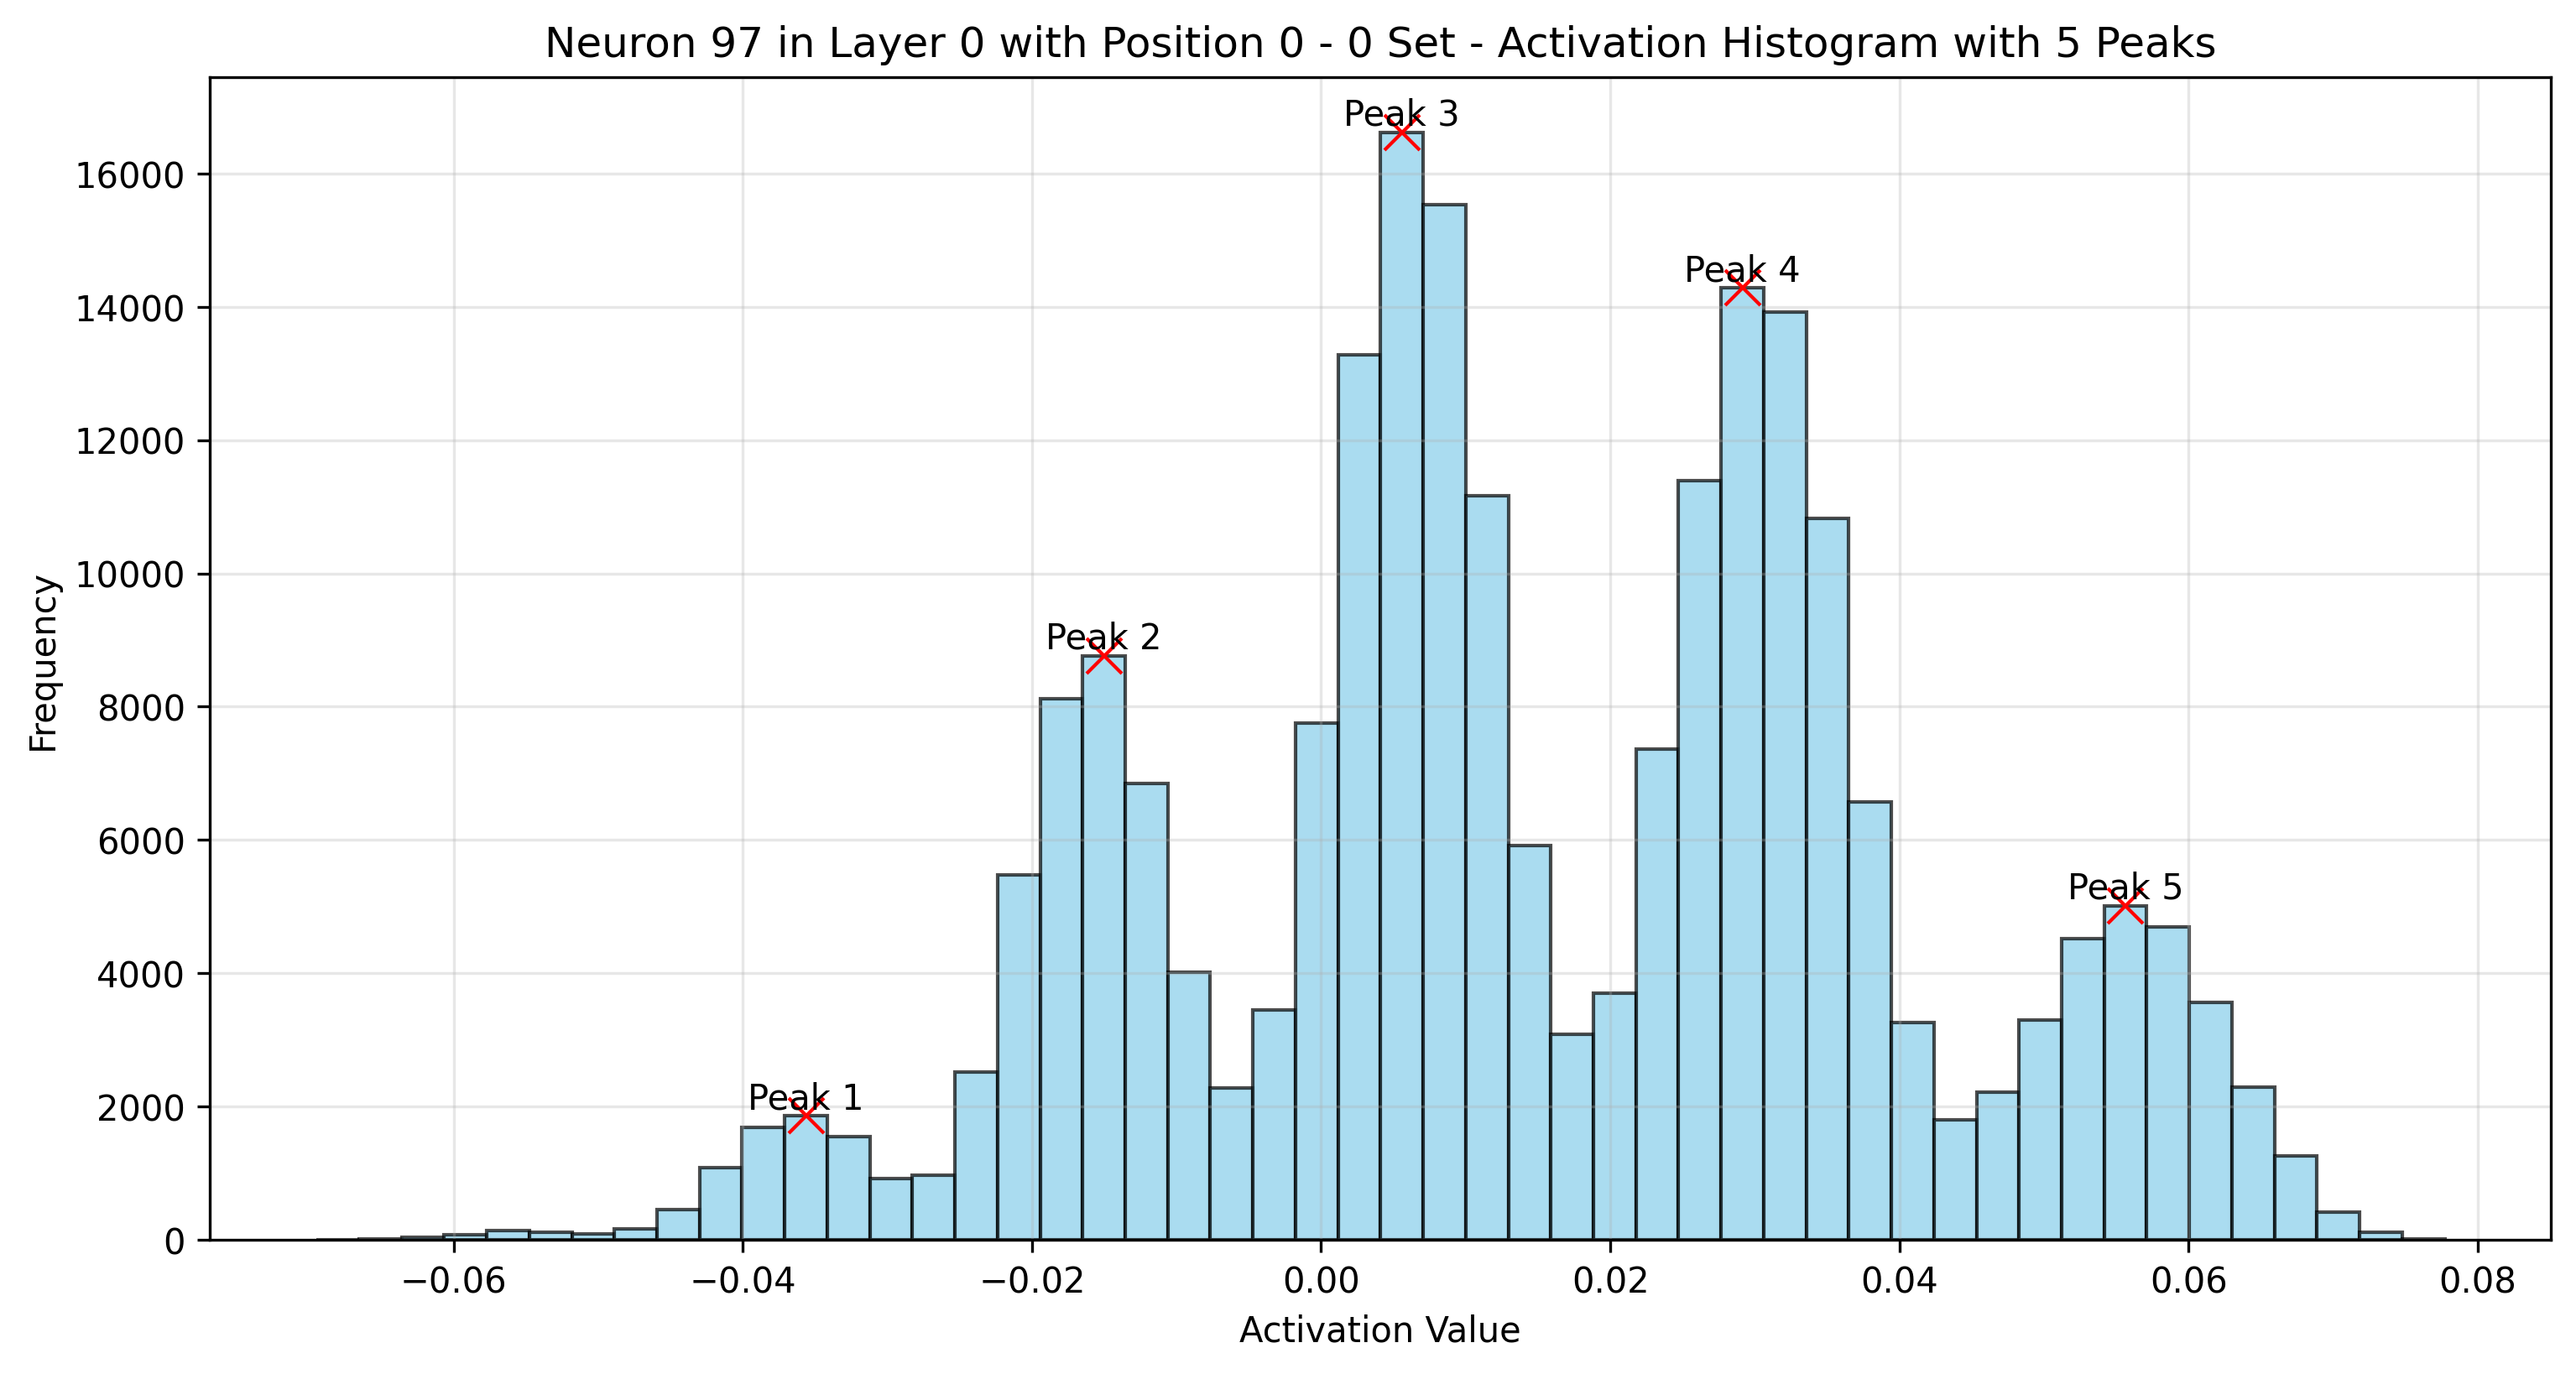 Neuron 97 in Layer 0 with Position 0 - 0 Set - Activation Histogram with 5 Peaks
Peak 3
16000
Peak 4
14000
12000
10000
Frequency
Peak 2
8000
6000
Peak 5
4000
Peak 1
2000
0
−0.06 −0.04 −0.02 0.00 0.02 0.04 0.06 0.08
Activation Value